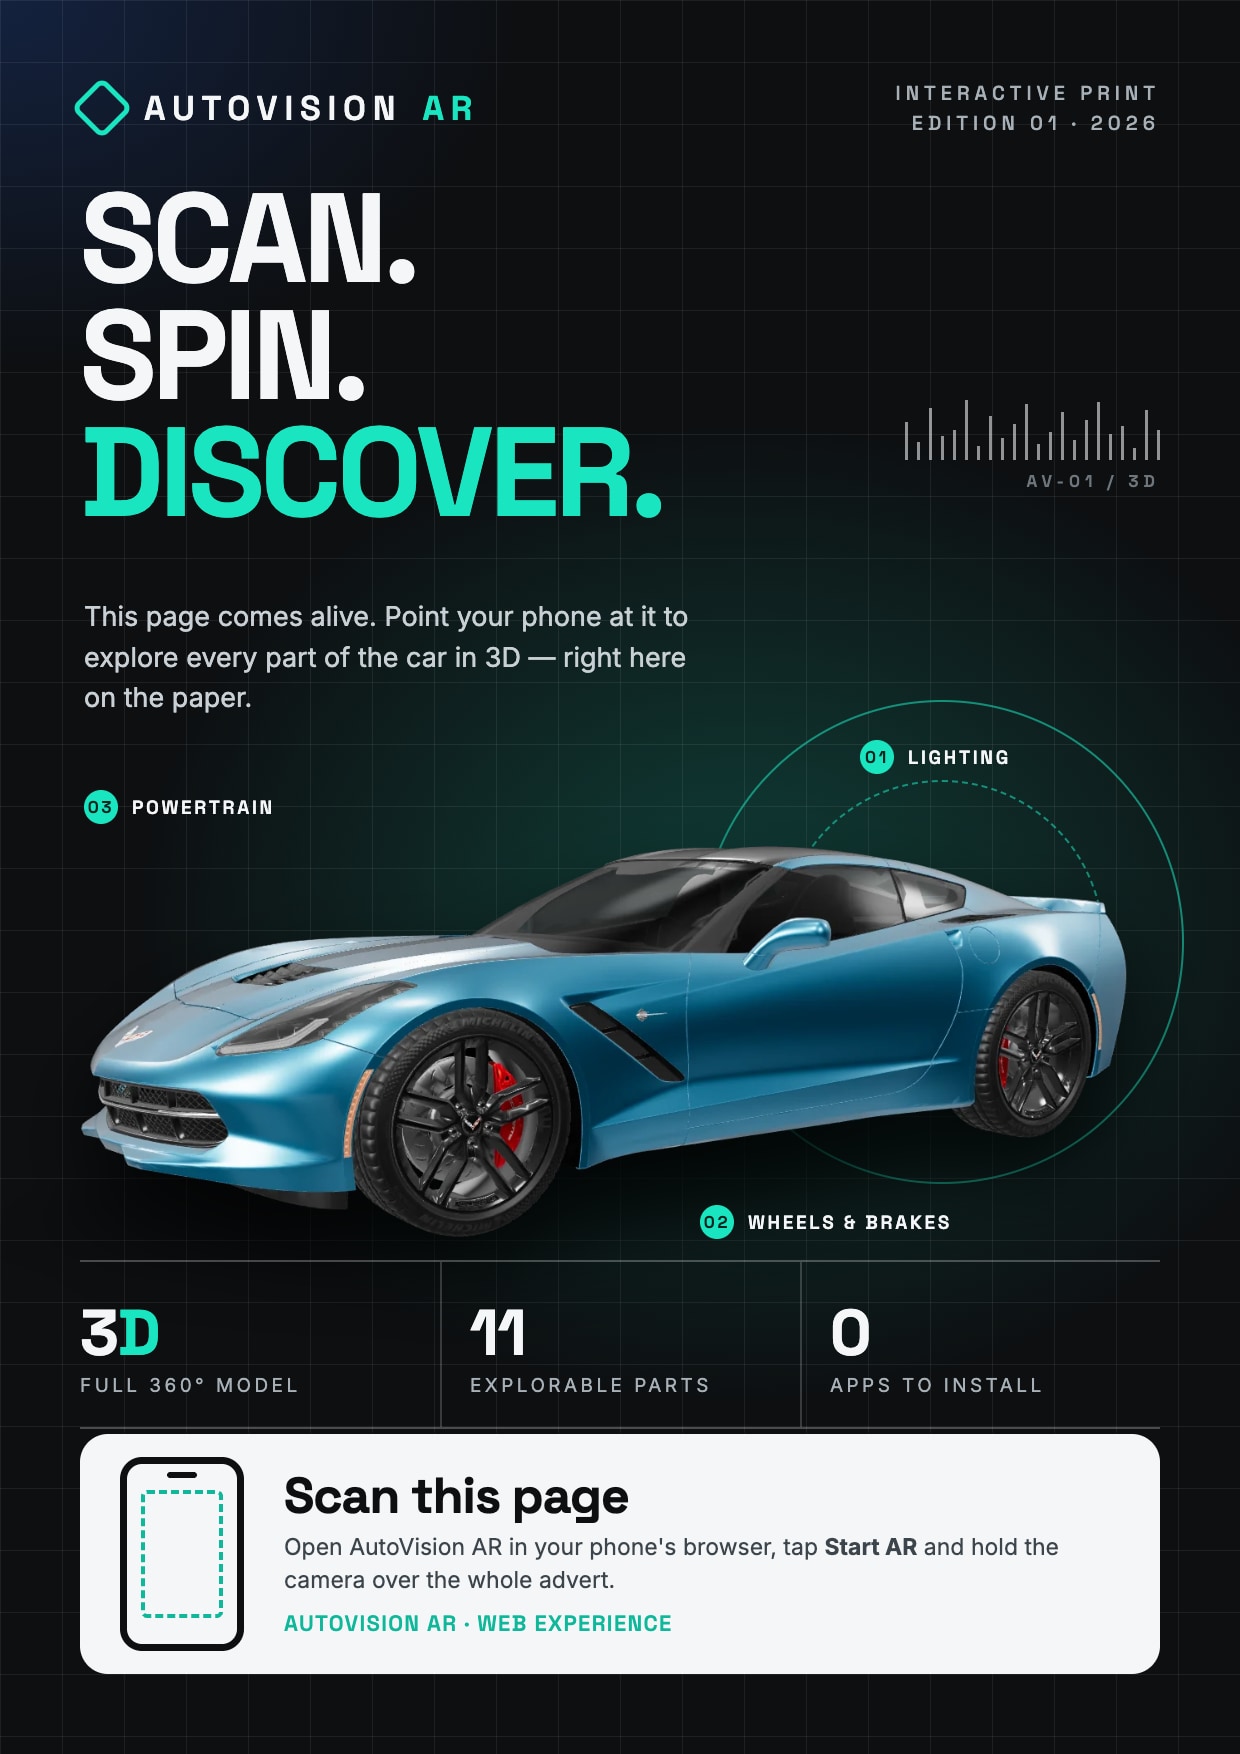 AUTOVISION AR
INTERACTIVE PRINT
EDITION 01 · 2026
SCAN.
SPIN.
DISCOVER.
AV-01 / 3D
This page comes alive. Point your phone at it to
explore every part of the car in 3D — right here
on the paper.
01 LIGHTING
03 POWERTRAIN
MICHELIN
02 WHEELS & BRAKES
3D
FULL 360° MODEL
11
EXPLORABLE PARTS
0
APPS TO INSTALL
Scan this page
Open AutoVision AR in your phone's browser, tap Start AR and hold the
camera over the whole advert.
AUTOVISION AR · WEB EXPERIENCE